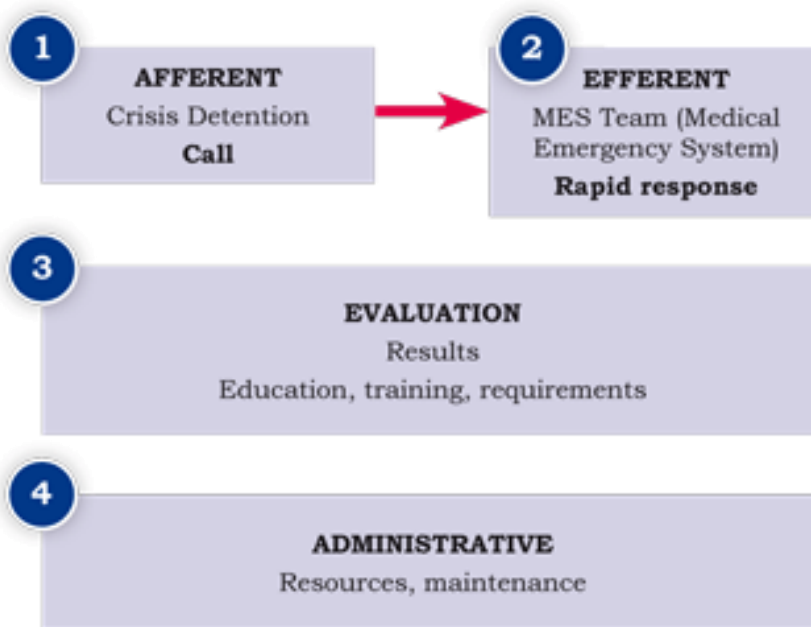 1
AFFERENT
Crisis Detention
Call
2
EFFERENT
MES Team (Medical
Emergency System)
Rapid response
3
EVALUATION
Results
Education, training, requirements
4
ADMINISTRATIVE
Resources, maintenance